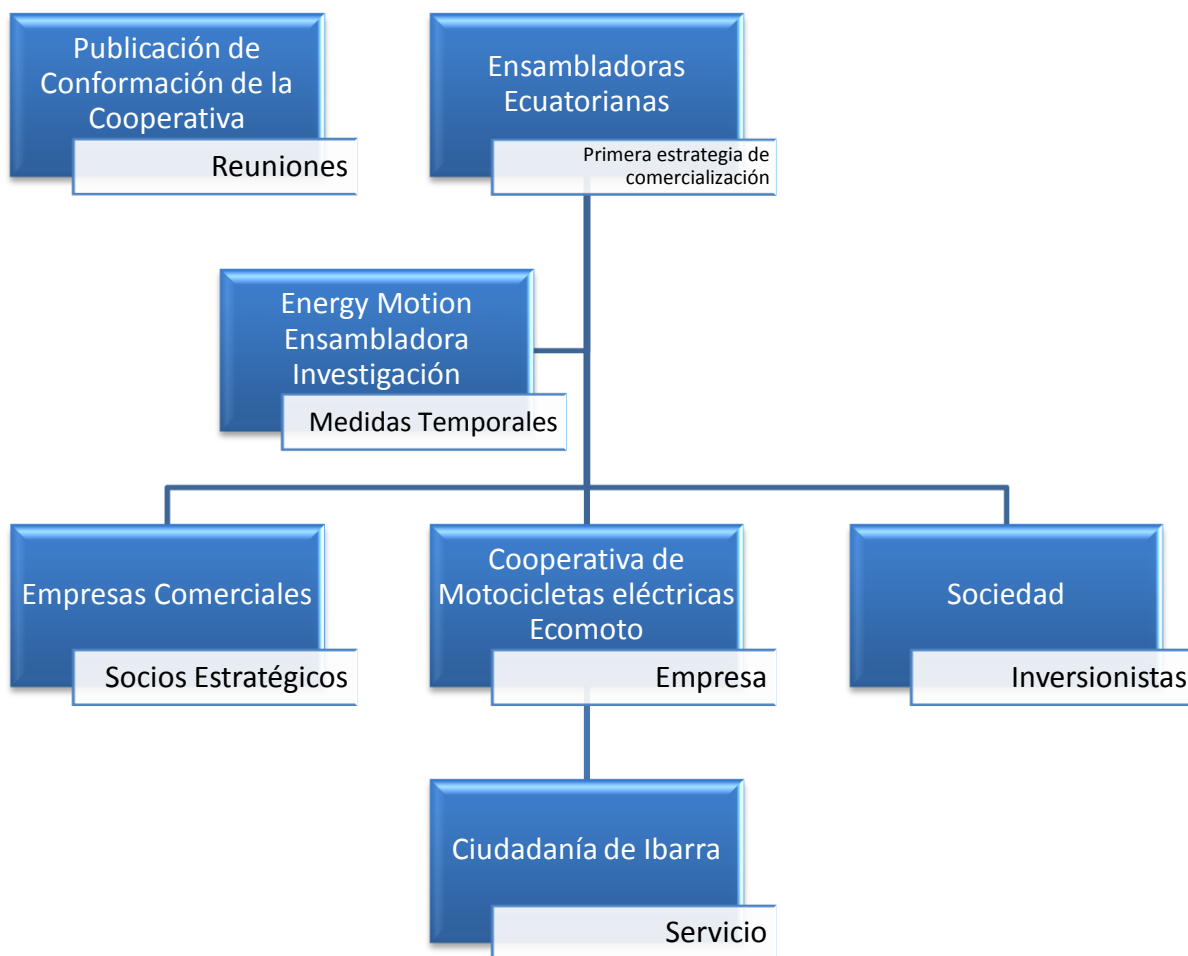 Publicación de
Conformación de la
Cooperativa
Reuniones
Ensambladoras
Ecuatorianas
Primera estrategia de
comercialización
Energy Motion
Ensambladora
Investigación
Medidas Temporales
Empresas Comerciales
Socios Estratégicos
Cooperativa de
Motocicletas eléctricas
Ecomoto
Empresa
Sociedad
Inversionistas
Ciudadanía de Ibarra
Servicio